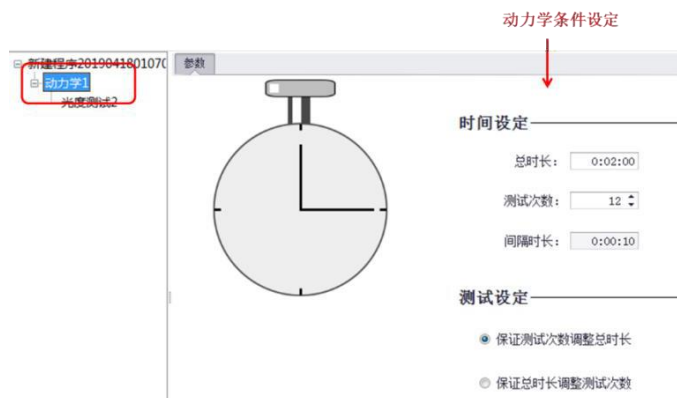 动力学条件设定
新建程序2019041801070
参数
动力学1
光度测试2
时间设定
总时长： 0:02:00
测试次数： 12
间隔时长： 0:00:10
测试设定
保证测试次数调整总时长
保证总时长调整测试次数